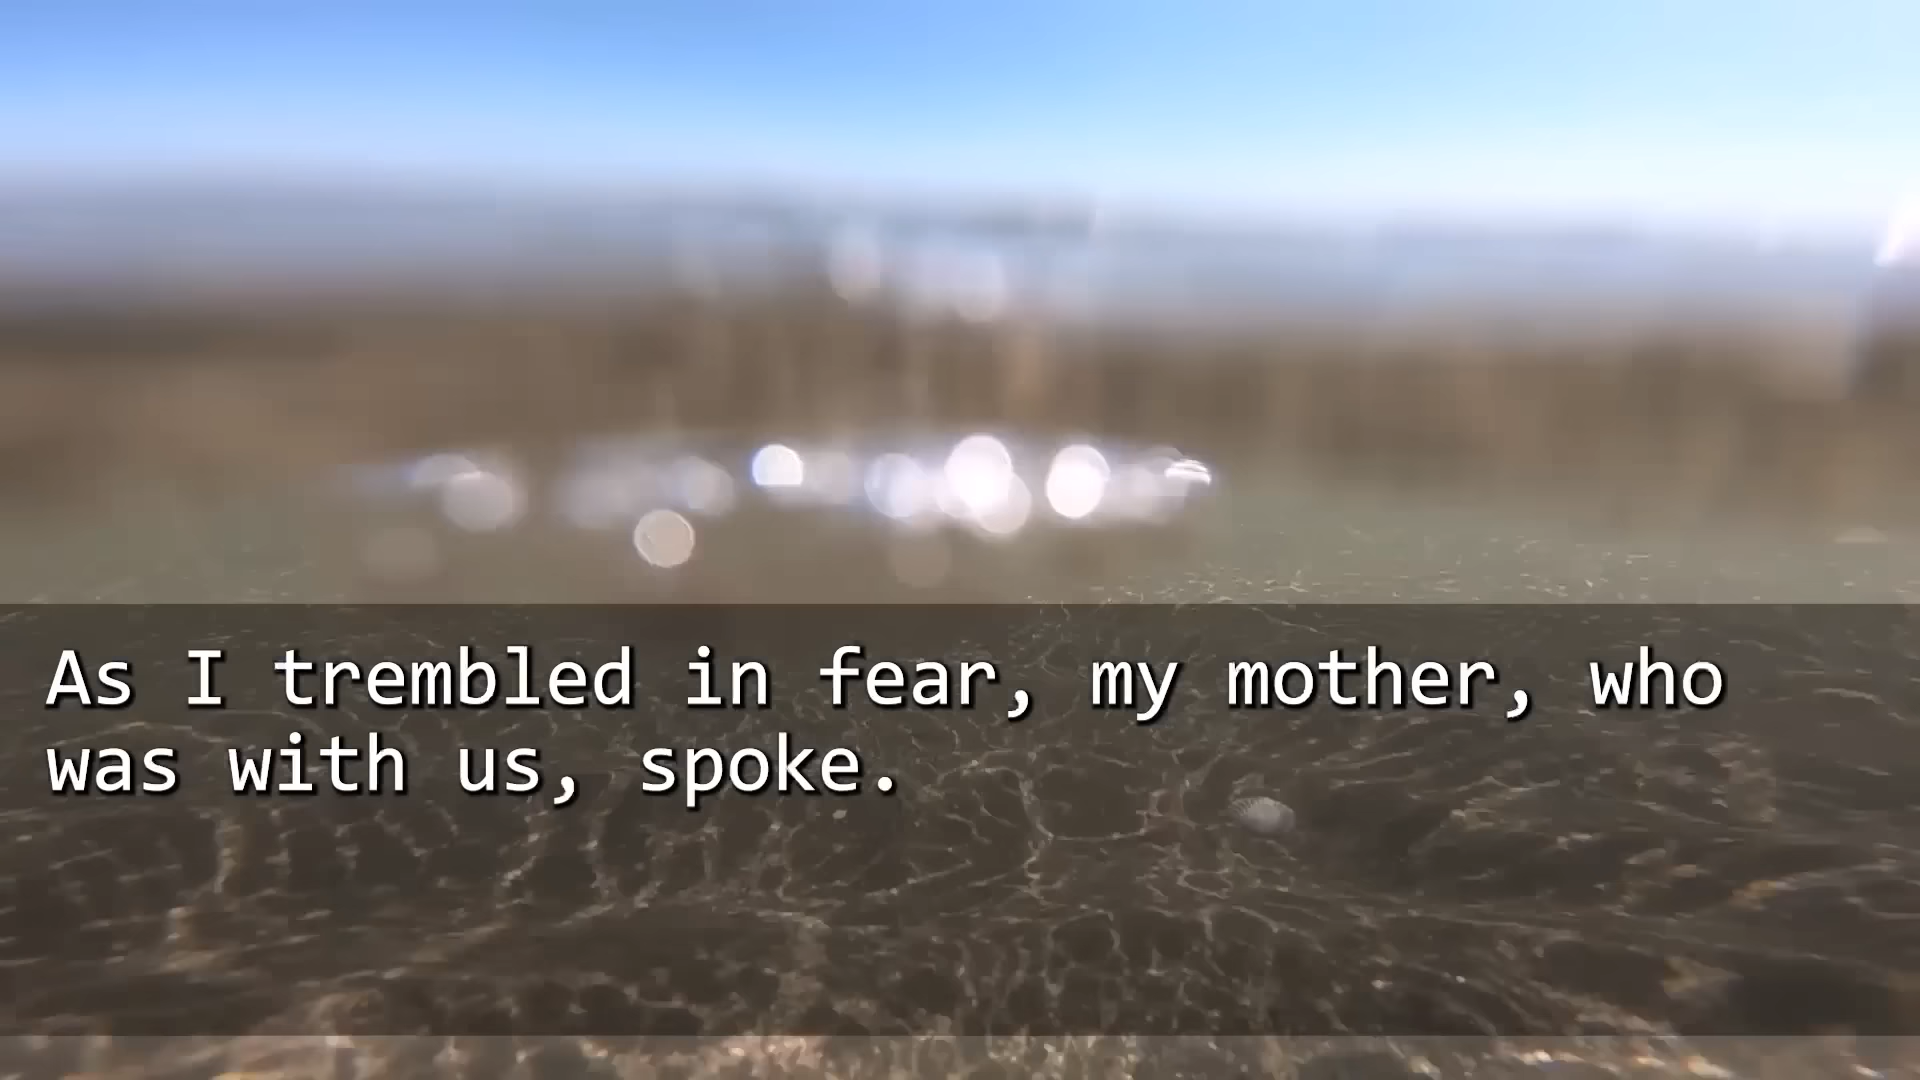 As I trembled in fear, my mother, who
was with us, spoke.